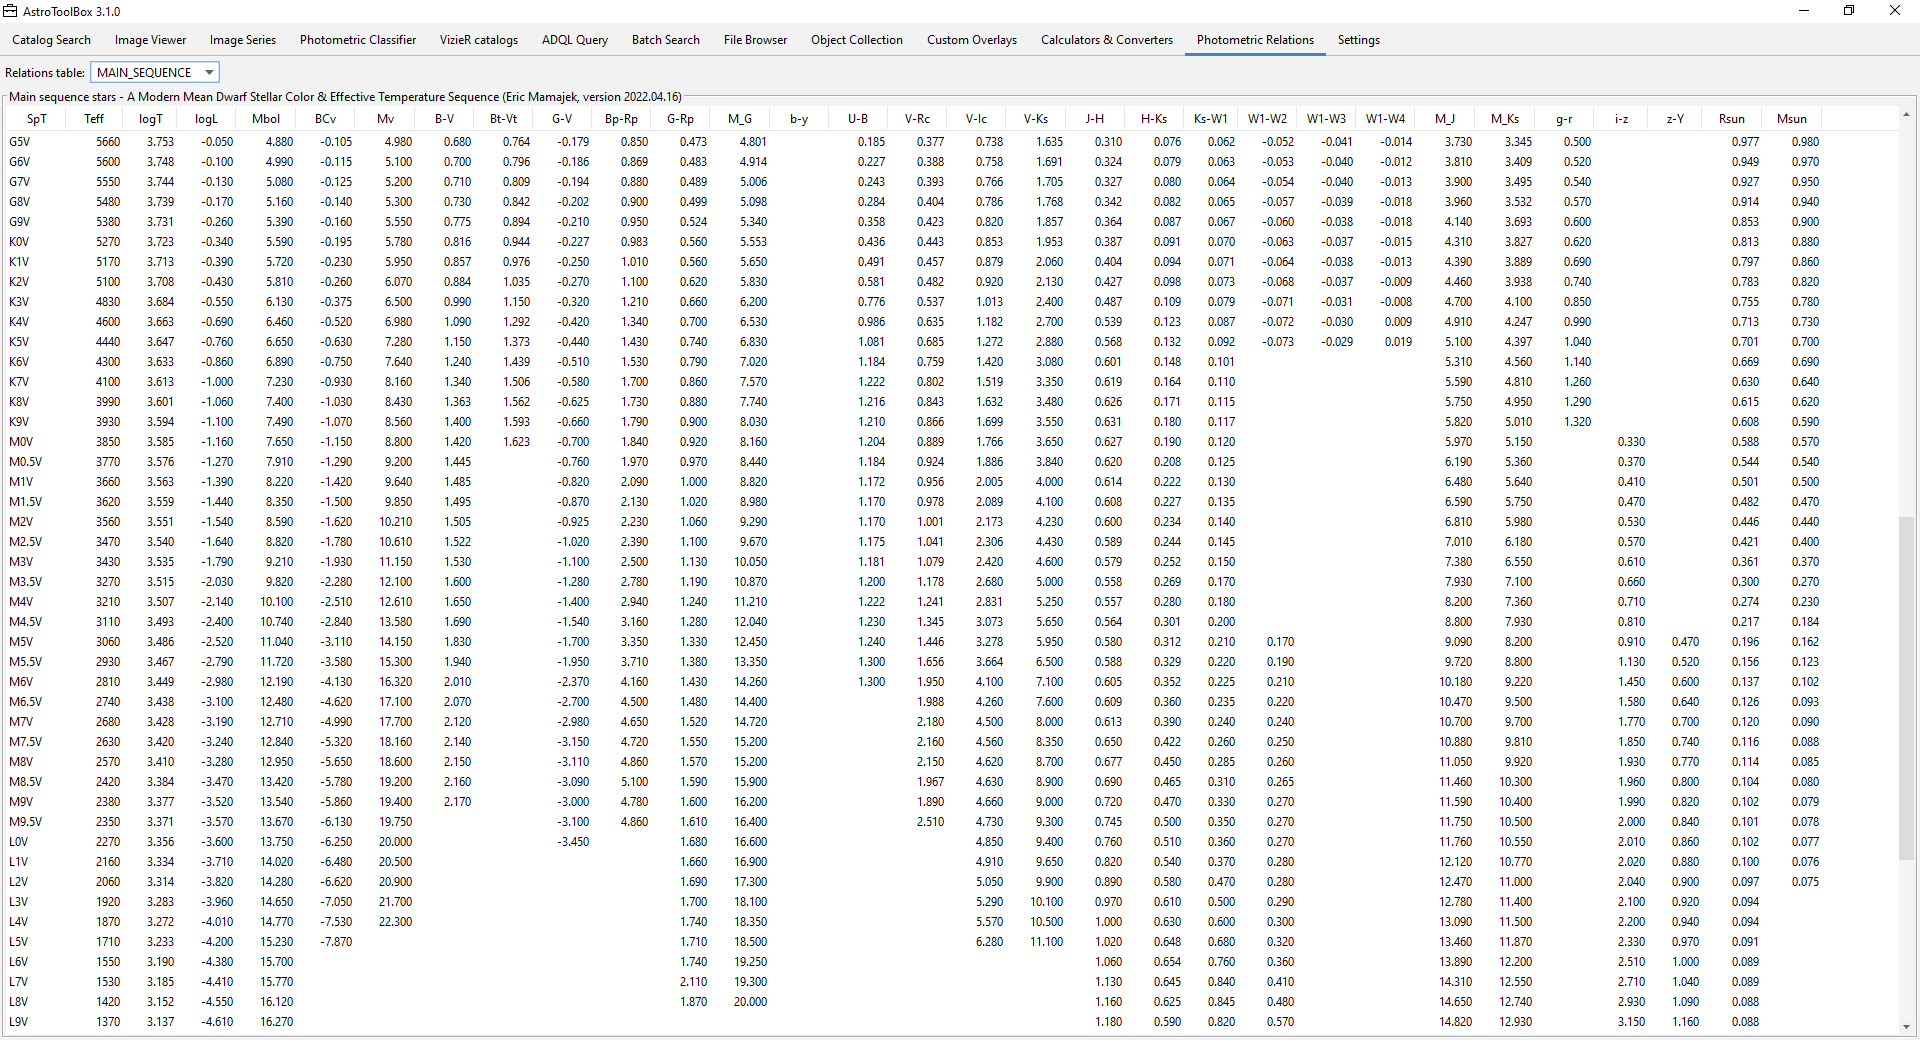 AstroToolBox 3.1.0
Catalog Search Image Viewer Image Series Photometric Classifier VizieR catalogs ADQL Query Batch Search File Browser Object Collection Custom Overlays Calculators & Converters Photometric Relations Settings
Relations table: MAIN_SEQUENCE
Main sequence stars - A Modern Mean Dwarf Stellar Color & Effective Temperature Sequence (Eric Mamajek, version 2022.04.16)
SpT Teff logT logL Mbol BCv Mv B-V Bt-Vt G-V Bp-Rp G-Rp M_G b-y U-B V-Rc V-Ic V-Ks J-H H-Ks Ks-W1 W1-W2 W1-W3 W1-W4 M_J M_Ks g-r i-z z-Y Rsun Msun
G5V 5660 3.753 -0.050 4.880 -0.105 4.980 0.680 0.764 -0.179 0.850 0.473 4.801 0.185 0.377 0.738 1.635 0.310 0.076 0.062 -0.052 -0.041 -0.014 3.730 3.345 0.500 0.977 0.980
G6V 5600 3.748 -0.100 4.990 -0.115 5.100 0.700 0.796 -0.186 0.869 0.483 4.914 0.227 0.388 0.758 1.691 0.324 0.079 0.063 -0.053 -0.040 -0.012 3.810 3.409 0.520 0.949 0.970
G7V 5550 3.744 -0.130 5.080 -0.125 5.200 0.710 0.809 -0.194 0.880 0.489 5.006 0.243 0.393 0.766 1.705 0.327 0.080 0.064 -0.054 -0.040 -0.013 3.900 3.495 0.540 0.927 0.950
G8V 5480 3.739 -0.170 5.160 -0.140 5.300 0.730 0.842 -0.202 0.900 0.499 5.098 0.284 0.404 0.786 1.768 0.342 0.082 0.065 -0.057 -0.039 -0.018 3.960 3.532 0.570 0.914 0.940
G9V 5380 3.731 -0.260 5.390 -0.160 5.550 0.775 0.894 -0.210 0.950 0.524 5.340 0.358 0.423 0.820 1.857 0.364 0.087 0.067 -0.060 -0.038 -0.018 4.140 3.693 0.600 0.853 0.900
K0V 5270 3.723 -0.340 5.590 -0.195 5.780 0.816 0.944 -0.227 0.983 0.560 5.553 0.436 0.443 0.853 1.953 0.387 0.091 0.070 -0.063 -0.037 -0.015 4.310 3.827 0.620 0.813 0.880
K1V 5170 3.713 -0.390 5.720 -0.230 5.950 0.857 0.976 -0.250 1.010 0.560 5.650 0.491 0.457 0.879 2.060 0.404 0.094 0.071 -0.064 -0.038 -0.013 4.390 3.889 0.690 0.797 0.860
K2V 5100 3.708 -0.430 5.810 -0.260 6.070 0.884 1.035 -0.270 1.100 0.620 5.830 0.581 0.482 0.920 2.130 0.427 0.098 0.073 -0.068 -0.037 -0.009 4.460 3.938 0.740 0.783 0.820
K3V 4830 3.684 -0.550 6.130 -0.375 6.500 0.990 1.150 -0.320 1.210 0.660 6.200 0.776 0.537 1.013 2.400 0.487 0.109 0.079 -0.071 -0.031 -0.008 4.700 4.100 0.850 0.755 0.780
K4V 4600 3.663 -0.690 6.460 -0.520 6.980 1.090 1.292 -0.420 1.340 0.700 6.530 0.986 0.635 1.182 2.700 0.539 0.123 0.087 -0.072 -0.030 0.009 4.910 4.247 0.990 0.713 0.730
K5V 4440 3.647 -0.760 6.650 -0.630 7.280 1.150 1.373 -0.440 1.430 0.740 6.830 1.081 0.685 1.272 2.880 0.568 0.132 0.092 -0.073 -0.029 0.019 5.100 4.397 1.040 0.701 0.700
K6V 4300 3.633 -0.860 6.890 -0.750 7.640 1.240 1.439 -0.510 1.530 0.790 7.020 1.184 0.759 1.420 3.080 0.601 0.148 0.101 5.310 4.560 1.140 0.669 0.690
K7V 4100 3.613 -1.000 7.230 -0.930 8.160 1.340 1.506 -0.580 1.700 0.860 7.570 1.222 0.802 1.519 3.350 0.619 0.164 0.110 5.590 4.810 1.260 0.630 0.640
K8V 3990 3.601 -1.060 7.400 -1.030 8.430 1.363 1.562 -0.625 1.730 0.880 7.740 1.216 0.843 1.632 3.480 0.626 0.171 0.115 5.750 4.950 1.290 0.615 0.620
K9V 3930 3.594 -1.100 7.490 -1.070 8.560 1.400 1.593 -0.660 1.790 0.900 8.030 1.210 0.866 1.699 3.550 0.631 0.180 0.117 5.820 5.010 1.320 0.608 0.590
M0V 3850 3.585 -1.160 7.650 -1.150 8.800 1.420 1.623 -0.700 1.840 0.920 8.160 1.204 0.889 1.766 3.650 0.627 0.190 0.120 5.970 5.150 0.330 0.588 0.570
M0.5V 3770 3.576 -1.270 7.910 -1.290 9.200 1.445 -0.760 1.970 0.970 8.440 1.184 0.924 1.886 3.840 0.620 0.208 0.125 6.190 5.360 0.370 0.544 0.540
M1V 3660 3.563 -1.390 8.220 -1.420 9.640 1.485 -0.820 2.090 1.000 8.820 1.172 0.956 2.005 4.000 0.614 0.222 0.130 6.480 5.640 0.410 0.501 0.500
M1.5V 3620 3.559 -1.440 8.350 -1.500 9.850 1.495 -0.870 2.130 1.020 8.980 1.170 0.978 2.089 4.100 0.608 0.227 0.135 6.590 5.750 0.470 0.482 0.470
M2V 3560 3.551 -1.540 8.590 -1.620 10.210 1.505 -0.925 2.230 1.060 9.290 1.170 1.001 2.173 4.230 0.600 0.234 0.140 6.810 5.980 0.530 0.446 0.440
M2.5V 3470 3.540 -1.640 8.820 -1.780 10.610 1.522 -1.020 2.390 1.100 9.670 1.175 1.041 2.306 4.430 0.589 0.244 0.145 7.010 6.180 0.570 0.421 0.400
M3V 3430 3.535 -1.790 9.210 -1.930 11.150 1.530 -1.100 2.500 1.130 10.050 1.181 1.079 2.420 4.600 0.579 0.252 0.150 7.380 6.550 0.610 0.361 0.370
M3.5V 3270 3.515 -2.030 9.820 -2.280 12.100 1.600 -1.280 2.780 1.190 10.870 1.200 1.178 2.680 5.000 0.558 0.269 0.170 7.930 7.100 0.660 0.300 0.270
M4V 3210 3.507 -2.140 10.100 -2.510 12.610 1.650 -1.400 2.940 1.240 11.210 1.222 1.241 2.831 5.250 0.557 0.280 0.180 8.200 7.360 0.710 0.274 0.230
M4.5V 3110 3.493 -2.400 10.740 -2.840 13.580 1.690 -1.540 3.160 1.280 12.040 1.230 1.345 3.073 5.650 0.564 0.301 0.200 8.800 7.930 0.810 0.217 0.184
M5V 3060 3.486 -2.520 11.040 -3.110 14.150 1.830 -1.700 3.350 1.330 12.450 1.240 1.446 3.278 5.950 0.580 0.312 0.210 0.170 9.090 8.200 0.910 0.470 0.196 0.162
M5.5V 2930 3.467 -2.790 11.720 -3.580 15.300 1.940 -1.950 3.710 1.380 13.350 1.300 1.656 3.664 6.500 0.588 0.329 0.220 0.190 9.720 8.800 1.130 0.520 0.156 0.123
M6V 2810 3.449 -2.980 12.190 -4.130 16.320 2.010 -2.370 4.160 1.430 14.260 1.300 1.950 4.100 7.100 0.605 0.352 0.225 0.210 10.180 9.220 1.450 0.600 0.137 0.102
M6.5V 2740 3.438 -3.100 12.480 -4.620 17.100 2.070 -2.700 4.500 1.480 14.400 1.988 4.260 7.600 0.609 0.360 0.235 0.220 10.470 9.500 1.580 0.640 0.126 0.093
M7V 2680 3.428 -3.190 12.710 -4.990 17.700 2.120 -2.980 4.650 1.520 14.720 2.180 4.500 8.000 0.613 0.390 0.240 0.240 10.700 9.700 1.770 0.700 0.120 0.090
M7.5V 2630 3.420 -3.240 12.840 -5.320 18.160 2.140 -3.150 4.720 1.550 15.200 2.160 4.560 8.350 0.650 0.422 0.260 0.250 10.880 9.810 1.850 0.740 0.116 0.088
M8V 2570 3.410 -3.280 12.950 -5.650 18.600 2.150 -3.110 4.860 1.570 15.200 2.150 4.620 8.700 0.677 0.450 0.285 0.260 11.050 9.920 1.930 0.770 0.114 0.085
M8.5V 2420 3.384 -3.470 13.420 -5.780 19.200 2.160 -3.090 5.100 1.590 15.900 1.967 4.630 8.900 0.690 0.465 0.310 0.265 11.460 10.300 1.960 0.800 0.104 0.080
M9V 2380 3.377 -3.520 13.540 -5.860 19.400 2.170 -3.000 4.780 1.600 16.200 1.890 4.660 9.000 0.720 0.470 0.330 0.270 11.590 10.400 1.990 0.820 0.102 0.079
M9.5V 2350 3.371 -3.570 13.670 -6.130 19.750 -3.100 4.860 1.610 16.400 2.510 4.730 9.300 0.745 0.500 0.350 0.270 11.750 10.500 2.000 0.840 0.101 0.078
L0V 2270 3.356 -3.600 13.750 -6.250 20.000 -3.450 1.680 16.600 4.850 9.400 0.760 0.510 0.360 0.270 11.760 10.550 2.010 0.860 0.102 0.077
L1V 2160 3.334 -3.710 14.020 -6.480 20.500 1.660 16.900 4.910 9.650 0.820 0.540 0.370 0.280 12.120 10.770 2.020 0.880 0.100 0.076
L2V 2060 3.314 -3.820 14.280 -6.620 20.900 1.690 17.300 5.050 9.900 0.890 0.580 0.470 0.280 12.470 11.000 2.040 0.900 0.097 0.075
L3V 1920 3.283 -3.960 14.650 -7.050 21.700 1.700 18.100 5.290 10.100 0.970 0.610 0.500 0.290 12.780 11.400 2.100 0.920 0.094
L4V 1870 3.272 -4.010 14.770 -7.530 22.300 1.740 18.350 5.570 10.500 1.000 0.630 0.600 0.300 13.090 11.500 2.200 0.940 0.094
L5V 1710 3.233 -4.200 15.230 -7.870 1.710 18.500 6.280 11.100 1.020 0.648 0.680 0.320 13.460 11.870 2.330 0.970 0.091
L6V 1550 3.190 -4.380 15.700 1.740 19.250 1.060 0.654 0.760 0.360 13.890 12.200 2.510 1.000 0.089
L7V 1530 3.185 -4.410 15.770 2.110 19.300 1.130 0.645 0.840 0.410 14.310 12.550 2.710 1.040 0.089
L8V 1420 3.152 -4.550 16.120 1.870 20.000 1.160 0.625 0.845 0.480 14.650 12.740 2.930 1.090 0.088
L9V 1370 3.137 -4.610 16.270 1.180 0.590 0.820 0.570 14.820 12.930 3.150 1.160 0.088